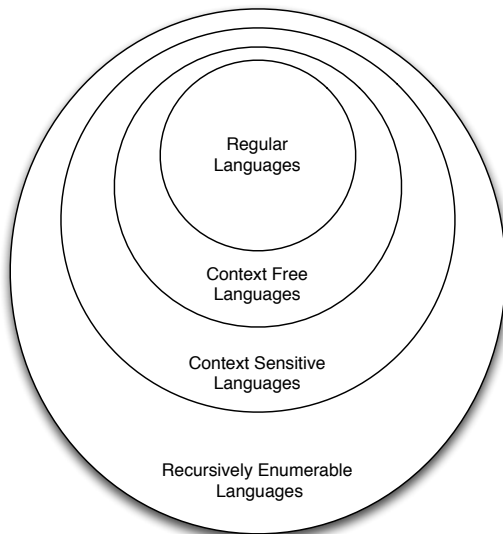 Regular
Languages
Context Free
Languages
Context Sensitive
Languages
Recursively Enumerable
Languages